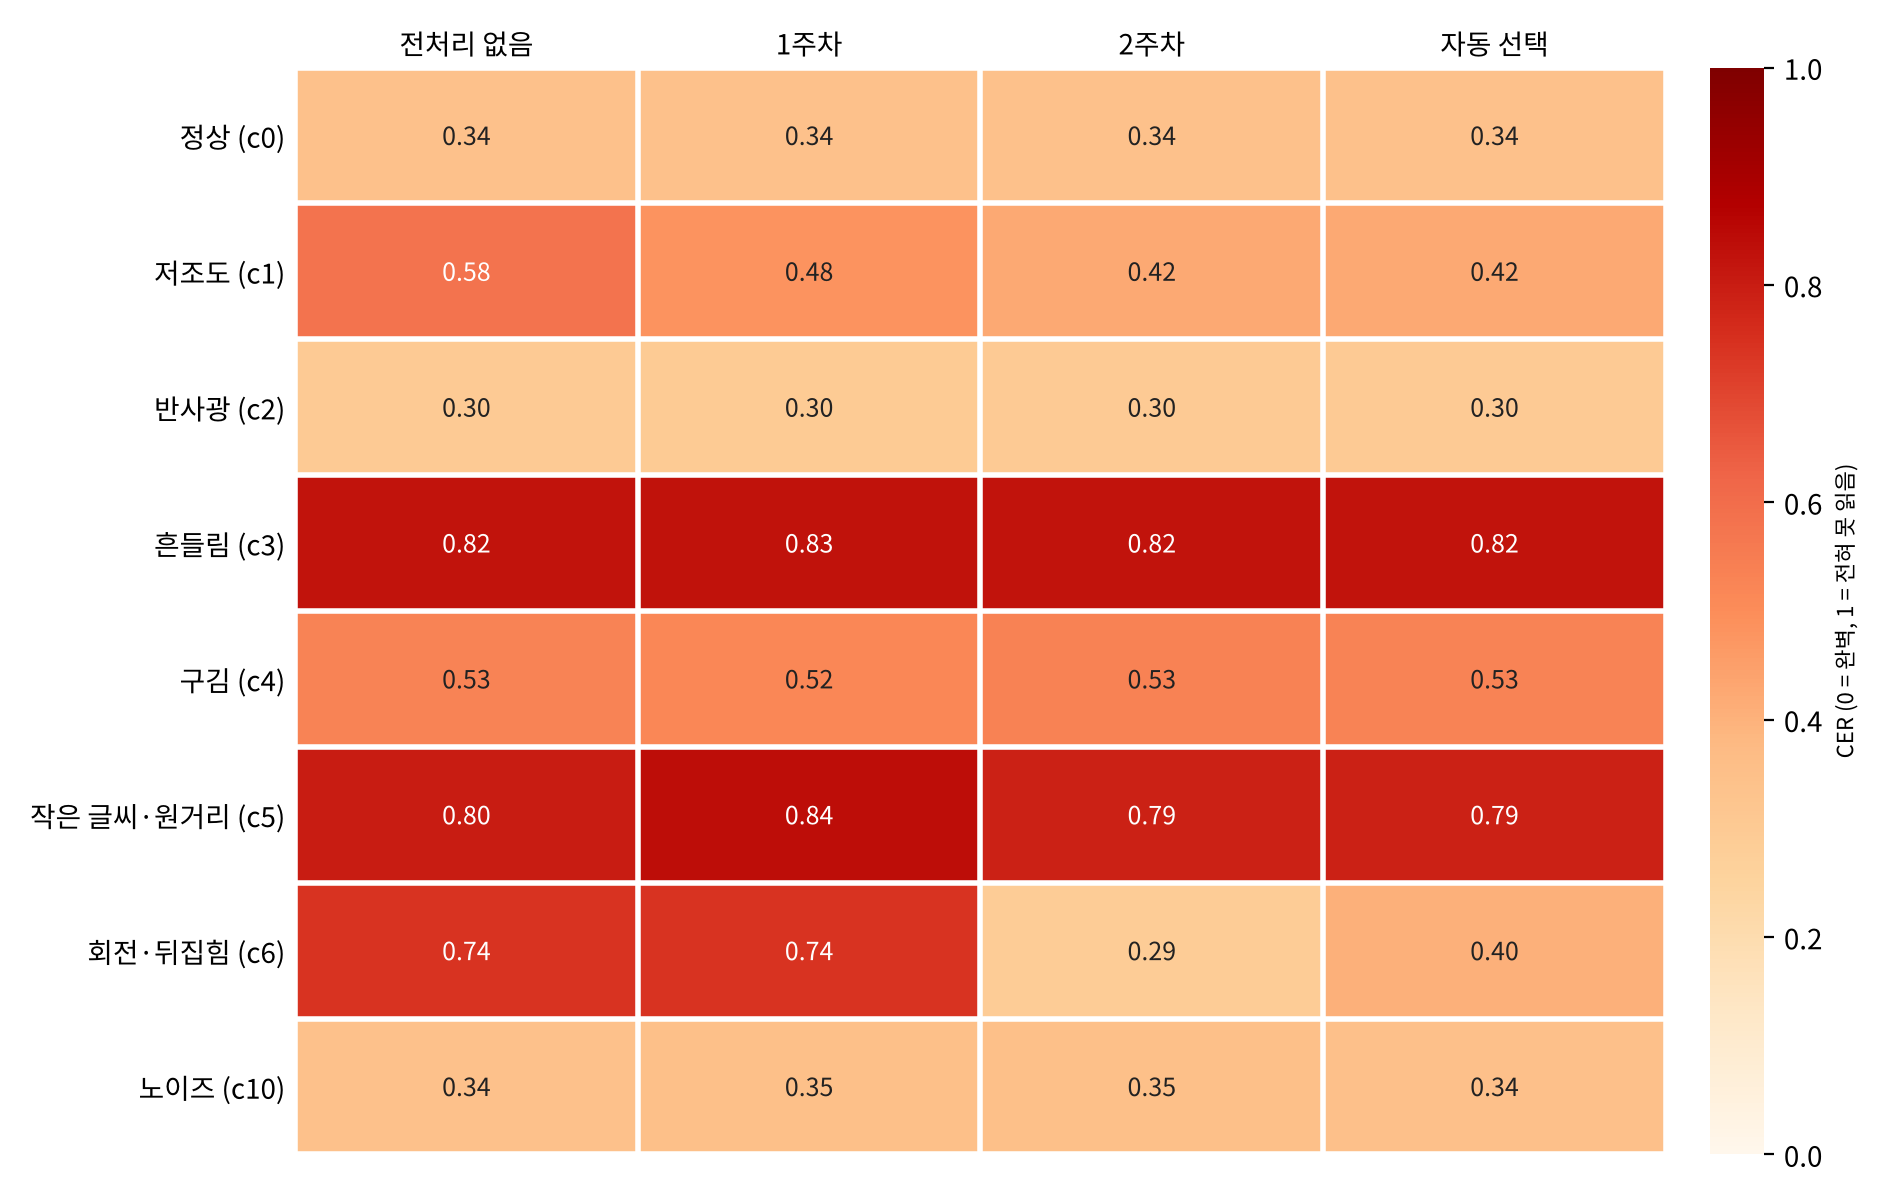 전처리 없음 1주차 2주차 자동 선택
정상 (c0) 0.34 0.34 0.34 0.34
저조도 (c1) 0.58 0.48 0.42 0.42
반사광 (c2) 0.30 0.30 0.30 0.30
흔들림 (c3) 0.82 0.83 0.82 0.82
구김 (c4) 0.53 0.52 0.53 0.53
작은 글씨·원거리 (c5) 0.80 0.84 0.79 0.79
회전·뒤집힘 (c6) 0.74 0.74 0.29 0.40
노이즈 (c10) 0.34 0.35 0.35 0.34
1.0
0.8
0.6
0.4
0.2
0.0
CER (0 = 완벽, 1 = 전혀 못 읽음)